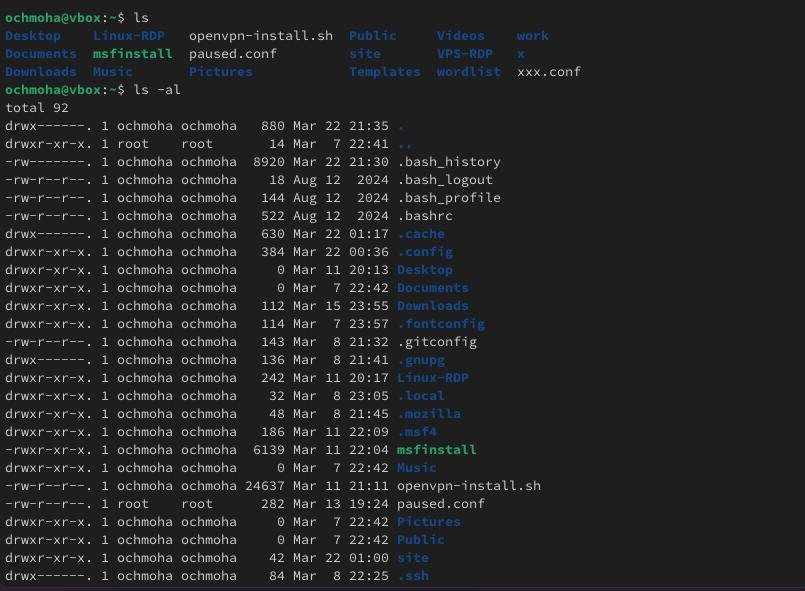 ochmoha@vbox:~$ ls
Desktop    Linux-RDP   openvpn-install.sh  Public     Videos    work
Documents  msfinstall  paused.conf         site       VPS-RDP   x
Downloads  Music       Pictures            Templates  wordlist  xxx.conf
ochmoha@vbox:~$ ls -al
total 92
drwx------. 1 ochmoha ochmoha   880 Mar 22 21:35 .
drwxr-xr-x. 1 root    root       14 Mar  7 22:41 ..
-rw-------. 1 ochmoha ochmoha  8920 Mar 22 21:30 .bash_history
-rw-r--r--. 1 ochmoha ochmoha    18 Aug 12  2024 .bash_logout
-rw-r--r--. 1 ochmoha ochmoha   144 Aug 12  2024 .bash_profile
-rw-r--r--. 1 ochmoha ochmoha   522 Aug 12  2024 .bashrc
drwx------. 1 ochmoha ochmoha   630 Mar 22 01:17 .cache
drwxr-xr-x. 1 ochmoha ochmoha   384 Mar 22 00:36 .config
drwxr-xr-x. 1 ochmoha ochmoha     0 Mar 11 20:13 Desktop
drwxr-xr-x. 1 ochmoha ochmoha     0 Mar  7 22:42 Documents
drwxr-xr-x. 1 ochmoha ochmoha   112 Mar 15 23:55 Downloads
drwxr-xr-x. 1 ochmoha ochmoha   114 Mar  7 23:57 .fontconfig
-rw-r--r--. 1 ochmoha ochmoha   143 Mar  8 21:32 .gitconfig
drwx------. 1 ochmoha ochmoha   136 Mar  8 21:41 .gnupg
drwxr-xr-x. 1 ochmoha ochmoha   242 Mar 11 20:17 Linux-RDP
drwxr-xr-x. 1 ochmoha ochmoha    32 Mar  8 23:05 .local
drwxr-xr-x. 1 ochmoha ochmoha    48 Mar  8 21:45 .mozilla
drwxr-xr-x. 1 ochmoha ochmoha   186 Mar 11 22:09 .msf4
-rwxr-xr-x. 1 ochmoha ochmoha  6139 Mar 11 22:04 msfinstall
drwxr-xr-x. 1 ochmoha ochmoha     0 Mar  7 22:42 Music
-rw-r--r--. 1 ochmoha ochmoha 24637 Mar 11 21:11 openvpn-install.sh
-rw-r--r--. 1 root    root      282 Mar 13 19:24 paused.conf
drwxr-xr-x. 1 ochmoha ochmoha     0 Mar  7 22:42 Pictures
drwxr-xr-x. 1 ochmoha ochmoha     0 Mar  7 22:42 Public
drwxr-xr-x. 1 ochmoha ochmoha    42 Mar 22 01:00 site
drwx------. 1 ochmoha ochmoha    84 Mar  8 22:25 .ssh